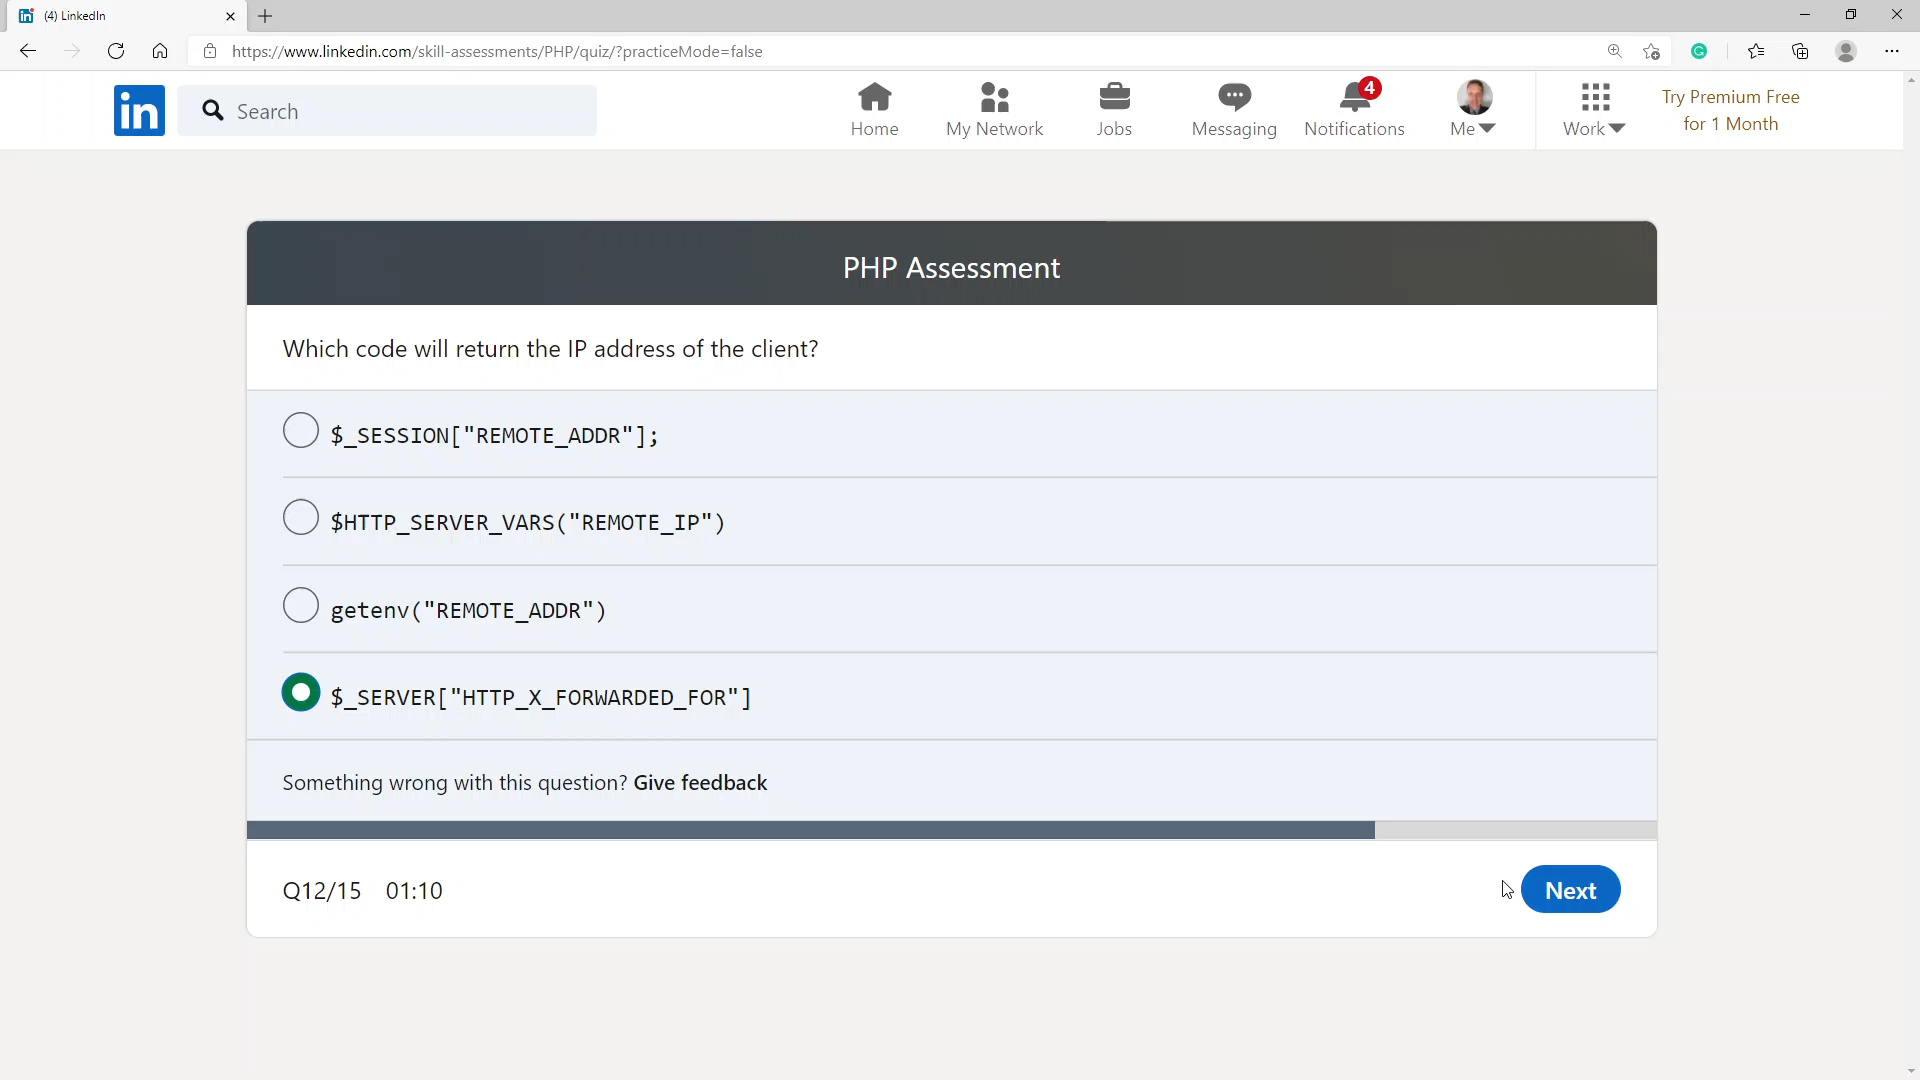 (4) LinkedIn
https://www.linkedin.com/skill-assessments/PHP/quiz/?practiceMode=false
in
Search
Home
My Network
Jobs
Messaging
4
Notifications
Me
Work
Try Premium Free
for 1 Month
PHP Assessment
Which code will return the IP address of the client?
$_SESSION["REMOTE_ADDR"];
$HTTP_SERVER_VARS("REMOTE_IP")
getenv("REMOTE_ADDR")
$_SERVER["HTTP_X_FORWARDED_FOR"]
Something wrong with this question? Give feedback
Q12/15 01:10
Next